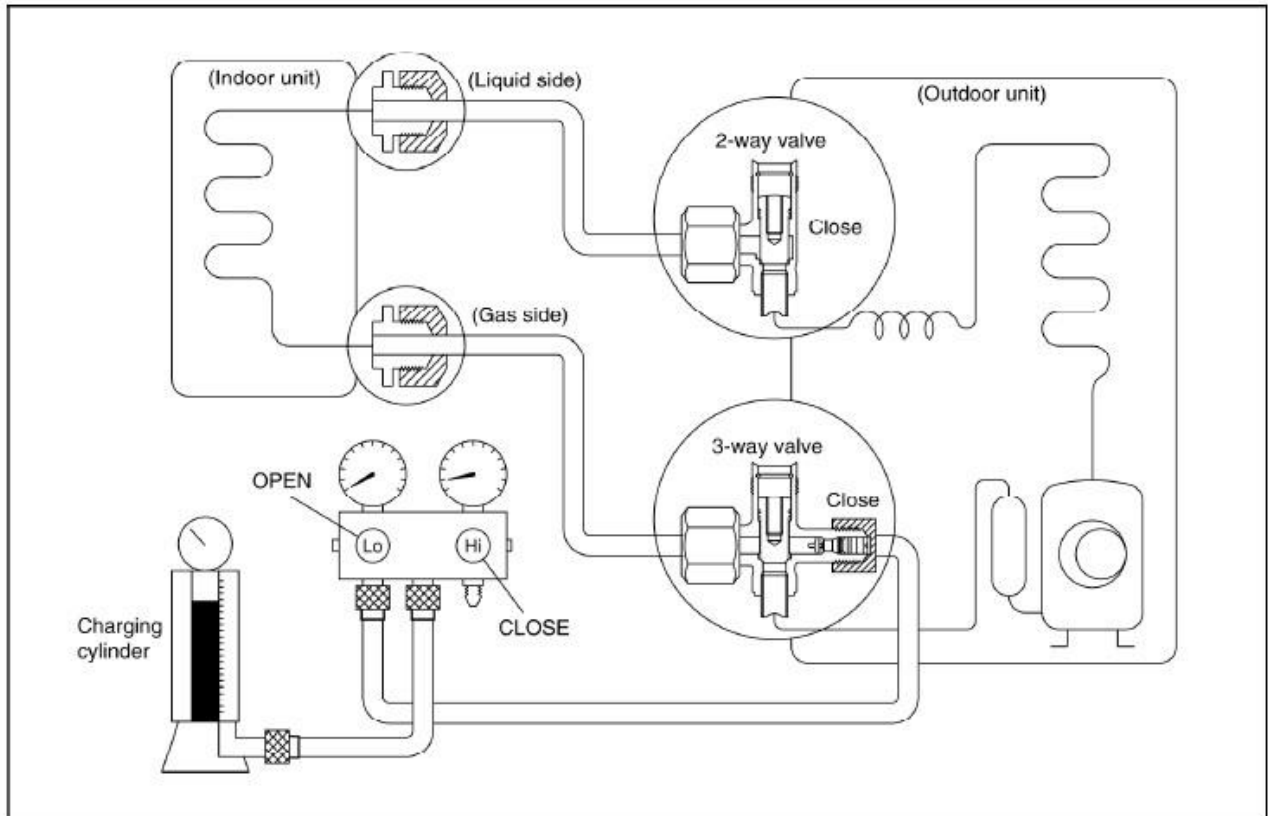 (Indoor unit)
(Liquid side)
(Outdoor unit)
2-way valve
Close
(Gas side)
3-way valve
Close
OPEN
Lo
Hi
CLOSE
Charging
cylinder